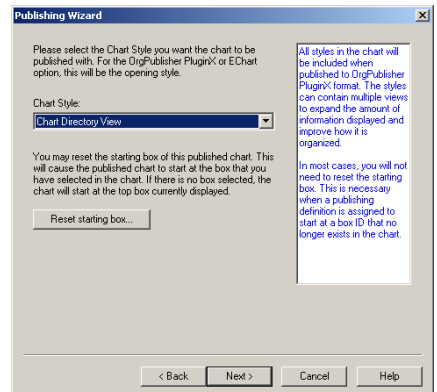 Publishing Wizard
Please select the Chart Style you want the chart to be
published with. For the OrgPublisher PluginX or EChart
option, this will be the opening style.
Chart Style:
Chart Directory View
You may reset the starting box of this published chart. This
will cause the published chart to start at the box that you
have selected in the chart. If there is no box selected, the
chart will start at the top box currently displayed.
Reset starting box...
All styles in the chart will
be included when
published to OrgPublisher
PluginX format. The styles
can contain multiple views
to expand the amount of
information displayed and
improve how it is
organized.
In most cases, you will not
need to reset the starting
box. This is necessary
when a publishing
definition is assigned to
start at a box ID that no
longer exists in the chart.
< Back
Next >
Cancel
Help